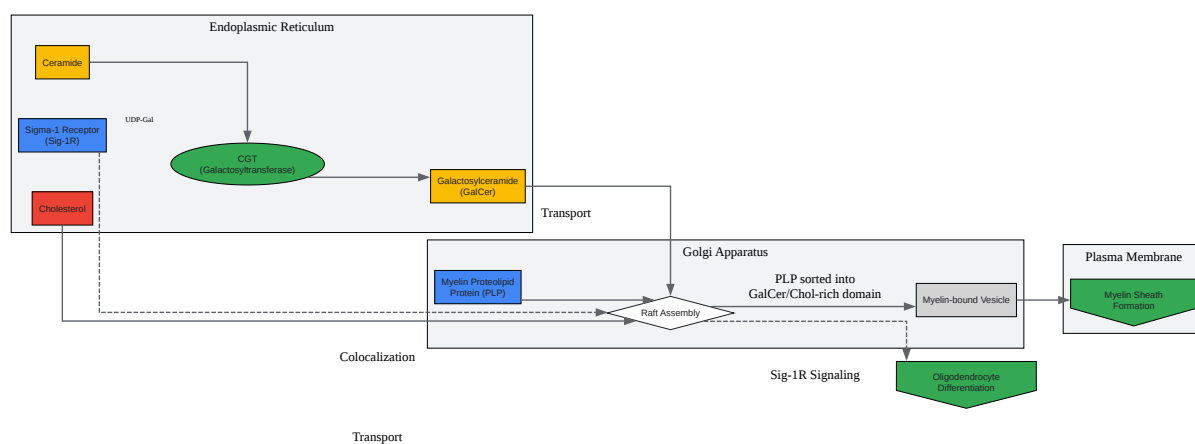 Endoplasmic Reticulum
Ceramide
UDP-Gal
Sigma-1 Receptor
(Sig-1R)
CGT
(Galactosyltransferase)
Galactosylceramide
(GalCer)
Cholesterol
Transport
Golgi Apparatus
Plasma Membrane
Myelin Proteolipid
Protein (PLP)
PLP sorted into
GalCer/Chol-rich domain
Raft Assembly
Myelin-bound Vesicle
Myelin Sheath
Formation
Colocalization
Sig-1R Signaling
Oligodendrocyte
Differentiation
Transport